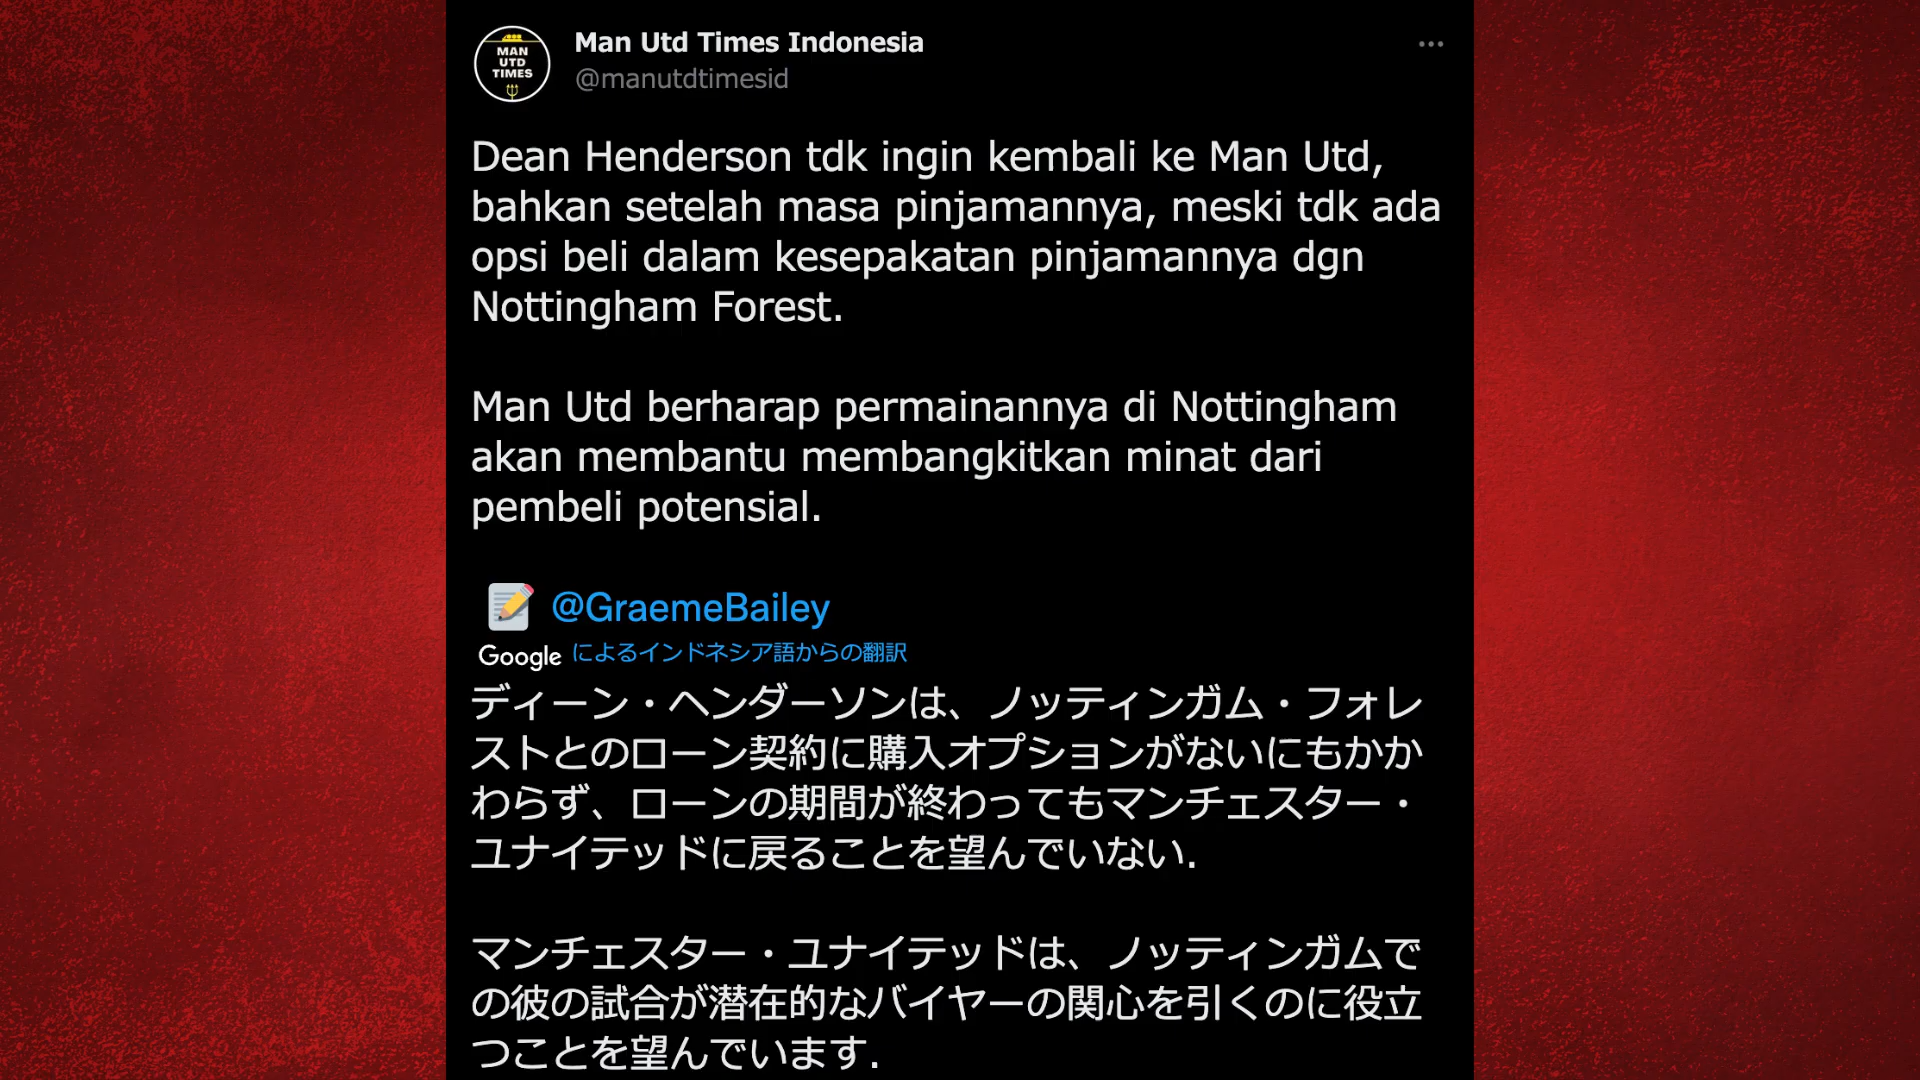 MAN
UTD
TIMES
Man Utd Times Indonesia
@manutdtimesid
Dean Henderson tdk ingin kembali ke Man Utd,
bahkan setelah masa pinjamannya, meski tdk ada
opsi beli dalam kesepakatan pinjamannya dgn
Nottingham Forest.
Man Utd berharap permainannya di Nottingham
akan membantu membangkitkan minat dari
pembeli potensial.
@GraemeBailey
Google によるインドネシア語からの翻訳
ディーン・ヘンダーソンは、ノッティンガム・フォレ
ストとのローン契約に購入オプションがないにもかか
わらず、ローンの期間が終わってもマンチェスター・
ユナイテッドに戻ることを望んでいない.
マンチェスター・ユナイテッドは、ノッティンガムで
の彼の試合が潜在的なバイヤーの関心を引くのに役立
つことを望んでいます.